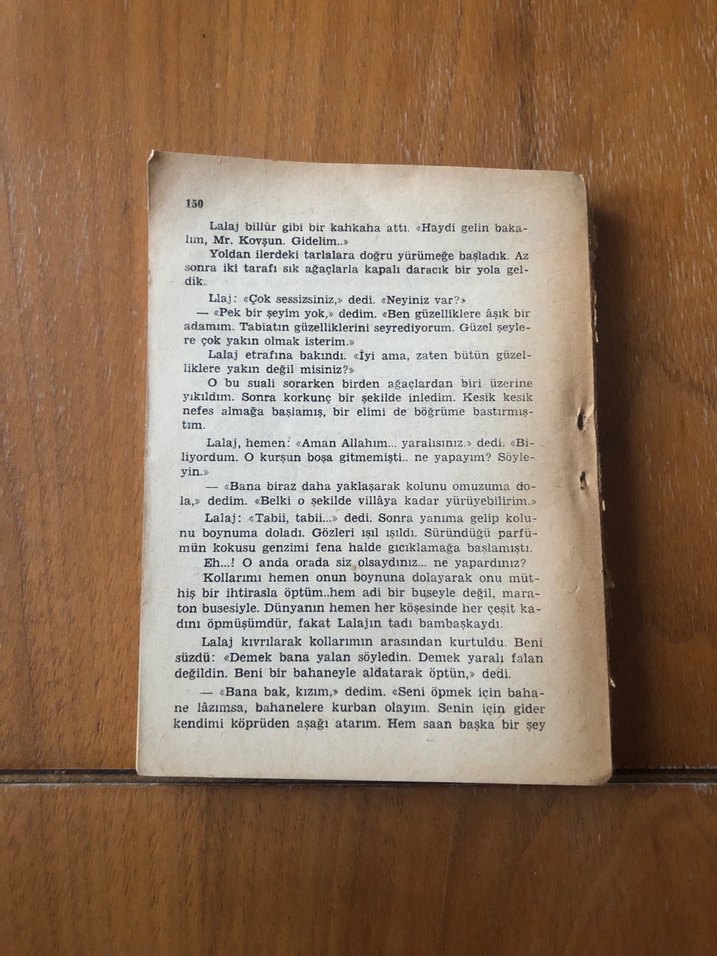 150
Lalaj billûr gibi bir kahkaha attı. «Haydi gelin baka-
lım, Mr. Kovşun. Gidelim..»
Yoldan ilerdeki tarlalara doğru yürümeğe başladık. Az
sonra iki tarafı sık ağaçlarla kapalı daracık bir yola gel-
dik.
Llaj: «Çok sessizsiniz,» dedi. «Neyiniz var?»
— «Pek bir şeyim yok,» dedim. «Ben güzelliklere âşık bir
adamım. Tabiatın güzelliklerini seyrediyorum. Güzel şeyle-
re çok yakın olmak isterim.»
Lalaj etrafına bakındı. «İyi ama, zaten bütün güzel-
liklere yakın değil misiniz?»
O bu suali sorarken birden ağaçlardan biri üzerine
yıkıldım. Sonra korkunç bir şekilde inledim. Kesik kesik
nefes almağa başlamış, bir elimi de böğrüme bastırmış-
tım.
Lalaj, hemen: «Aman Allahım... yaralısınız.» dedi. «Bi-
liyordum. O kurşun boşa gitmemişti.. ne yapayım? Söyle-
yin.»
— «Bana biraz daha yaklaşarak kolunu omuzuma do-
la,» dedim. «Belki o şekilde villâya kadar yürüyebilirim.»
Lalaj: «Tabii, tabii...» dedi. Sonra yanıma gelip kolu-
nu boynuma doladı. Gözleri ışıl ışıldı. Süründüğü parfü-
mün kokusu genzimi fena halde gıcıklamağa başlamıştı.
Eh...! O anda orada siz olsaydınız... ne yapardınız?
Kollarımı hemen onun boynuna dolayarak onu müt-
hiş bir ihtirasla öptüm..hem adi bir buseyle değil, mara-
ton busesiyle. Dünyanın hemen her köşesinde her çeşit ka-
dını öpmüşümdür, fakat Lalajın tadı bambaşkaydı.
Lalaj kıvrılarak kollarımın arasından kurtuldu. Beni
süzdü: «Demek bana yalan söyledin. Demek yaralı falan
değildin. Beni bir bahaneyle aldatarak öptün,» dedi.
— «Bana bak, kızım,» dedim. «Seni öpmek için baha-
ne lâzımsa, bahanelere kurban olayım. Senin için gider
kendimi köprüden aşağı atarım. Hem saan başka bir şey